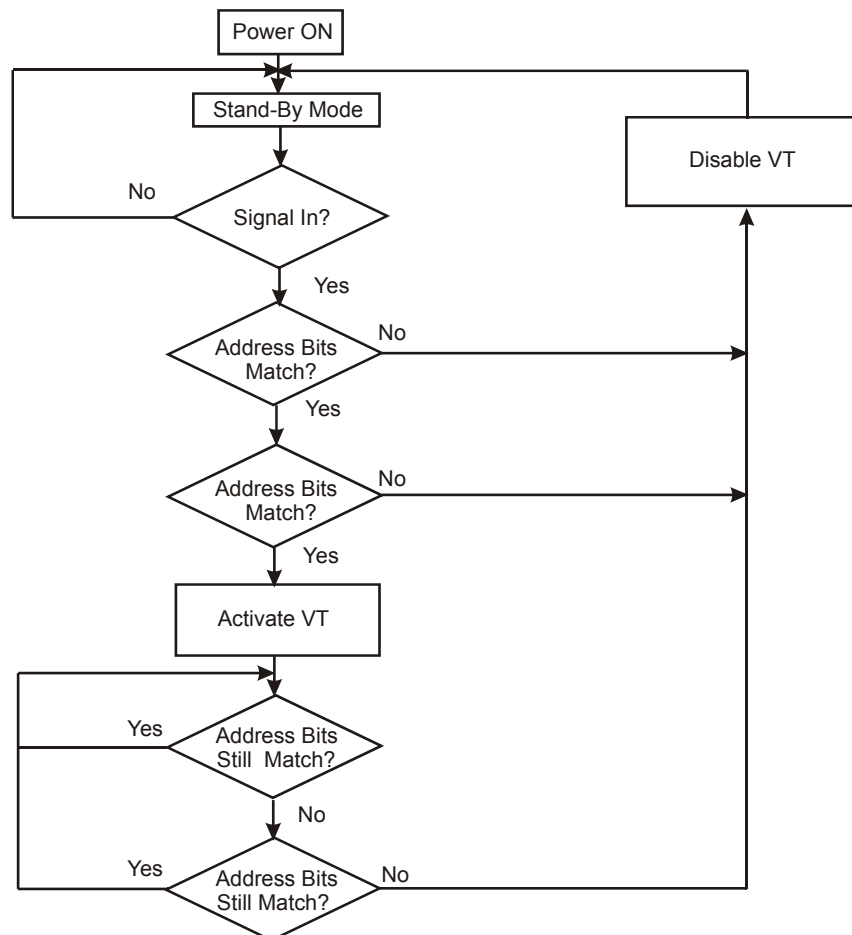 Power ON
Stand-By Mode
Disable VT
No
Signal In?
Yes
No
Address Bits
Match?
Yes
No
Address Bits
Match?
Yes
Activate VT
Yes
Address Bits
Still Match?
No
Yes
Address Bits
Still Match?
No